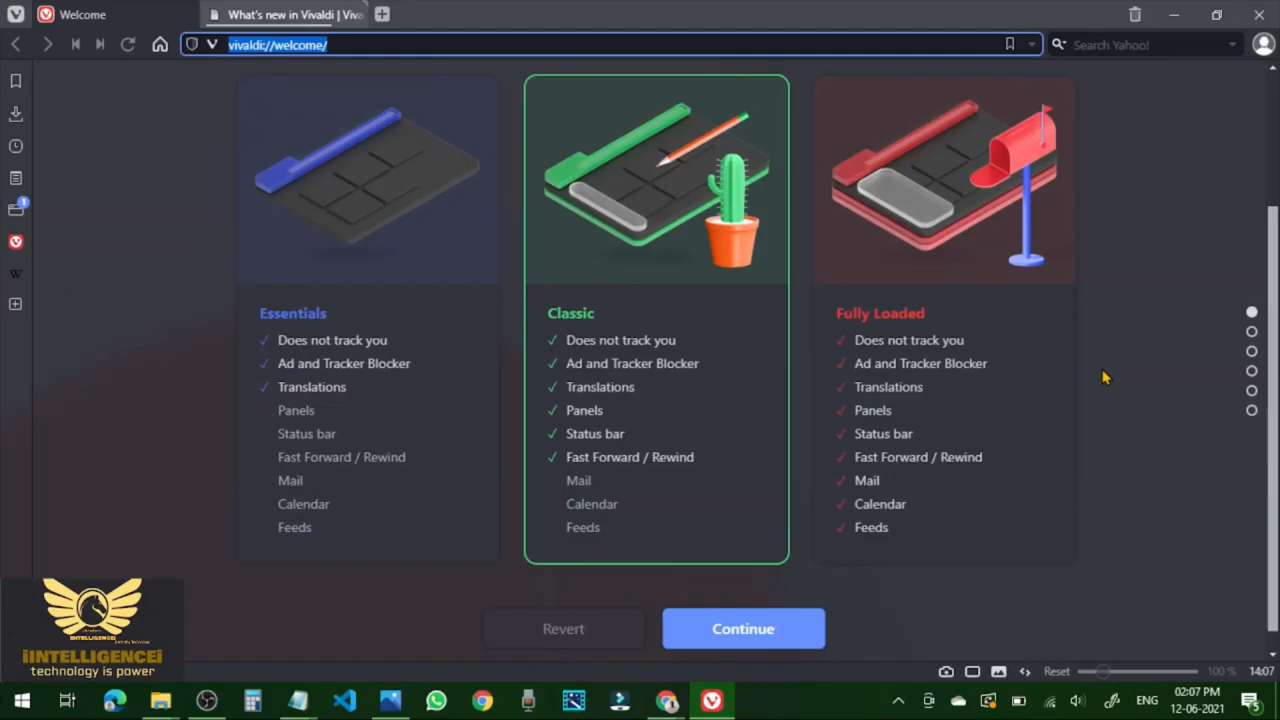 Welcome
What's new in Vivaldi | Viva
vivaldi://welcome/
Search Yahoo!
1
W
Essentials
✓ Does not track you
✓ Ad and Tracker Blocker
✓ Translations
Panels
Status bar
Fast Forward / Rewind
Mail
Calendar
Feeds
Classic
✓ Does not track you
✓ Ad and Tracker Blocker
✓ Translations
✓ Panels
✓ Status bar
✓ Fast Forward / Rewind
Mail
Calendar
Feeds
Fully Loaded
✓ Does not track you
✓ Ad and Tracker Blocker
✓ Translations
✓ Panels
✓ Status bar
✓ Fast Forward / Rewind
✓ Mail
✓ Calendar
✓ Feeds
Revert
Continue
iINTELLIGENCEi
iINTELLIGENCEi
technology is power
Reset
100 %
14:07
ENG
02:07 PM
12-06-2021
5